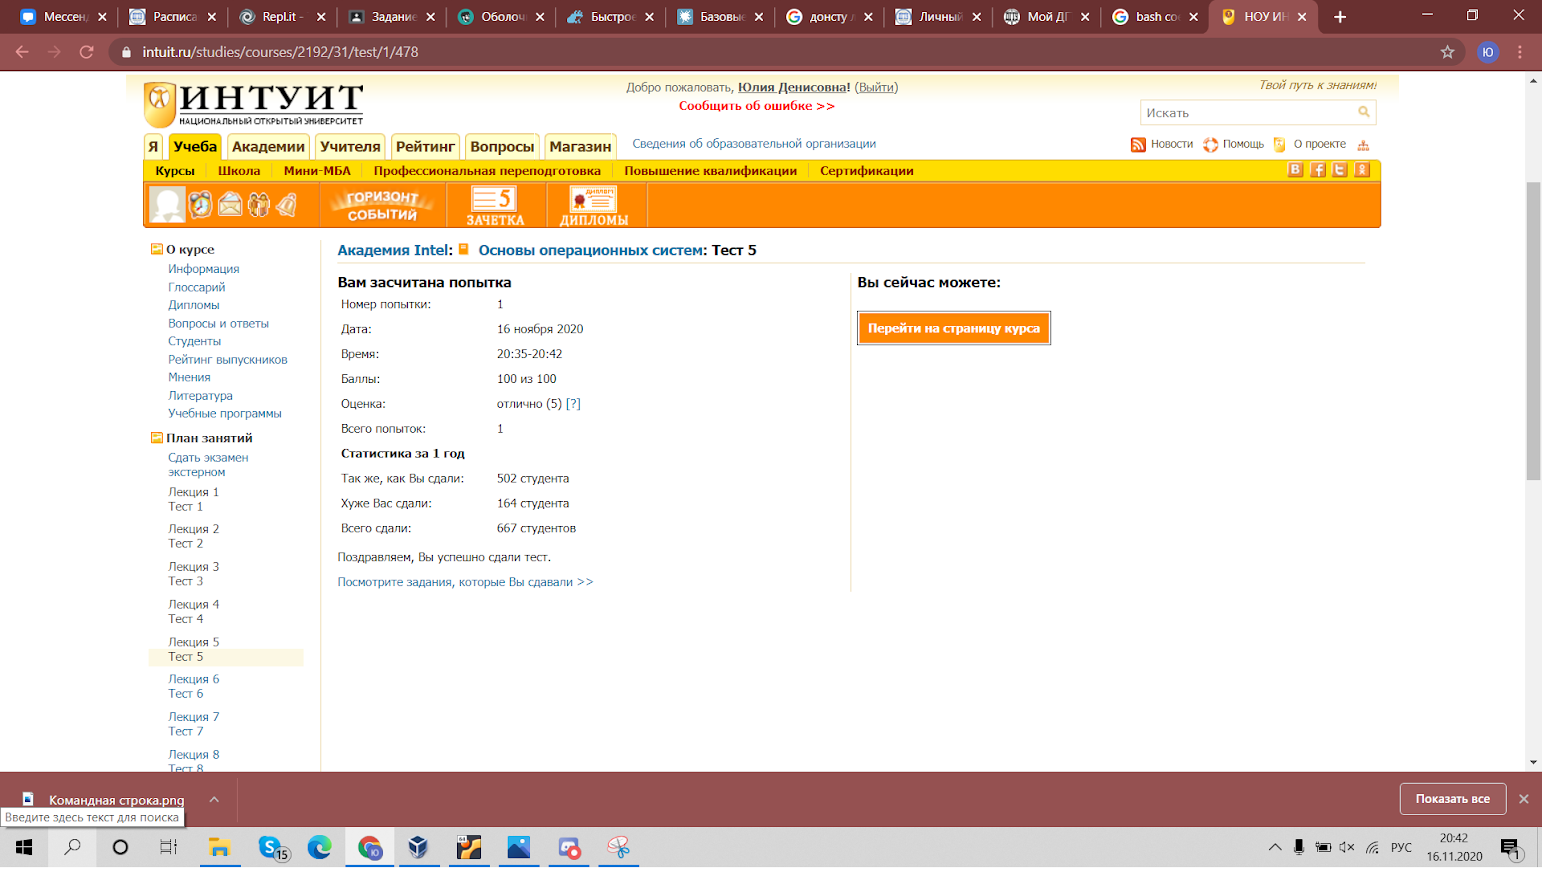 Мессенд
Расписа
Repl.it -
Задание
Оболоч
Быстрое
Базовые
донсту л
Личный
Мой ДГ
bash co
НОУ ИН
intuit.ru/studies/courses/2192/31/test/1/478
Ю
ИНТУИТ
НАЦИОНАЛЬНЫЙ ОТКРЫТЫЙ УНИВЕРСИТЕТ
Добро пожаловать, Юлия Денисовна! (Выйти)
Сообщить об ошибке >>
Твой путь к знаниям!
Искать
Я Учеба Академии Учителя Рейтинг Вопросы Магазин
Сведения об образовательной организации
Новости Помощь О проекте
Курсы Школа Мини-МБА Профессиональная переподготовка Повышение квалификации Сертификации
ГОРИЗОНТ
СОБЫТИЙ
5
ЗАЧЕТКА
ДИПЛОМ
ДИПЛОМЫ
О курсе
Информация
Глоссарий
Дипломы
Вопросы и ответы
Студенты
Рейтинг выпускников
Мнения
Литература
Учебные программы
План занятий
Сдать экзамен
экстерном
Лекция 1
Тест 1
Лекция 2
Тест 2
Лекция 3
Тест 3
Лекция 4
Тест 4
Лекция 5
Тест 5
Лекция 6
Тест 6
Лекция 7
Тест 7
Лекция 8
Тест 8
Академия Intel: Основы операционных систем: Тест 5
Вам засчитана попытка
Номер попытки: 1
Дата: 16 ноября 2020
Время: 20:35-20:42
Баллы: 100 из 100
Оценка: отлично (5) [?]
Всего попыток: 1
Статистика за 1 год
Так же, как Вы сдали: 502 студента
Хуже Вас сдали: 164 студента
Всего сдали: 667 студентов
Поздравляем, Вы успешно сдали тест.
Посмотрите задания, которые Вы сдавали >>
Вы сейчас можете:
Перейти на страницу курса
Командная строка.png
Показать все
Введите здесь текст для поиска
15
Ю
64
РУС
20:42
16.11.2020
1